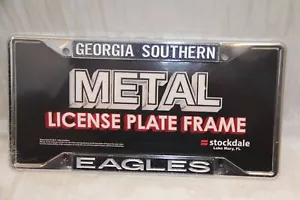 GEORGIA SOUTHERN
METAL
LICENSE PLATE FRAME
stockdale
Lake Mary, FL
EAGLES